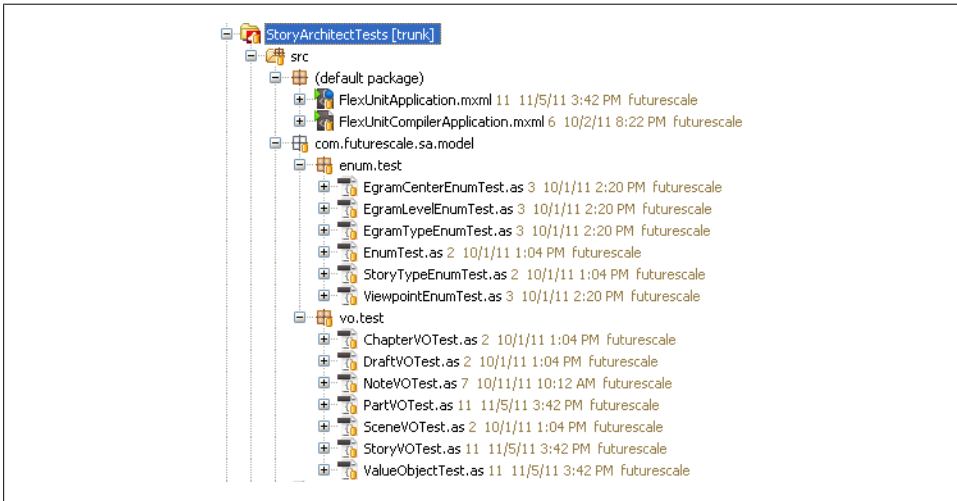 StoryArchitectTests [trunk]
src
(default package)
FlexUnitApplication.mxml 11 11/5/11 3:42 PM futurescale
FlexUnitCompilerApplication.mxml 6 10/2/11 8:22 PM futurescale
com.futurescale.sa.model
enum.test
EgramCenterEnumTest.as 3 10/1/11 2:20 PM futurescale
EgramLevelEnumTest.as 3 10/1/11 2:20 PM futurescale
EgramTypeEnumTest.as 3 10/1/11 2:20 PM futurescale
EnumTest.as 2 10/1/11 1:04 PM futurescale
StoryTypeEnumTest.as 2 10/1/11 1:04 PM futurescale
ViewpointEnumTest.as 3 10/1/11 2:20 PM futurescale
vo.test
ChapterVOTest.as 2 10/1/11 1:04 PM futurescale
DraftVOTest.as 2 10/1/11 1:04 PM futurescale
NoteVOTest.as 7 10/11/11 10:12 AM futurescale
PartVOTest.as 11 11/5/11 3:42 PM futurescale
SceneVOTest.as 2 10/1/11 1:04 PM futurescale
StoryVOTest.as 11 11/5/11 3:42 PM futurescale
ValueObjectTest.as 11 11/5/11 3:42 PM futurescale